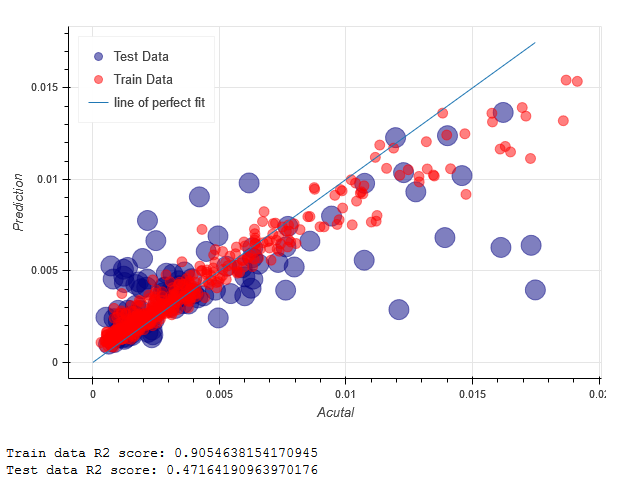 Test Data
Train Data
line of perfect fit
0.015
0.01
0.005
0
Prediction
0 0.005 0.01 0.015
Acutal
Train data R2 score: 0.9054638154170945
Test data R2 score: 0.47164190963970176